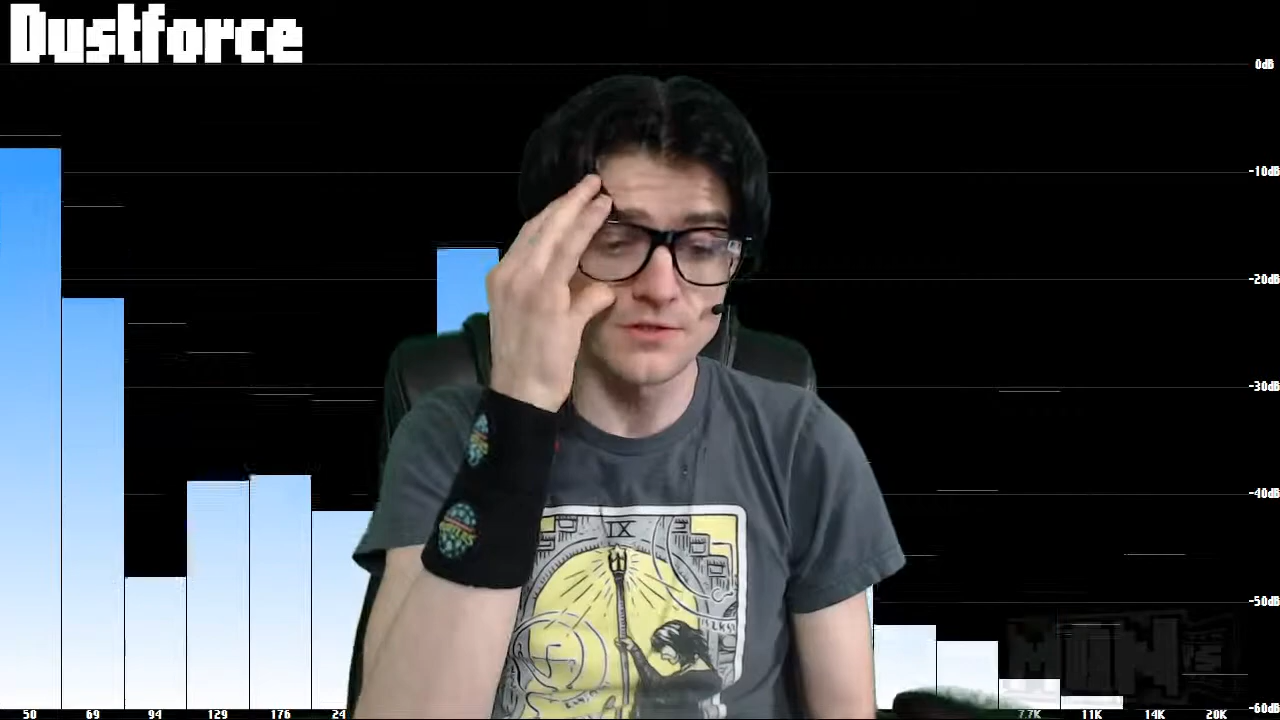 Dustforce
0dB
-10dB
-20dB
-30dB
-40dB
-50dB
-60dB
IX
50 69 94 129 176 24 7.7K 11K 14K 20K